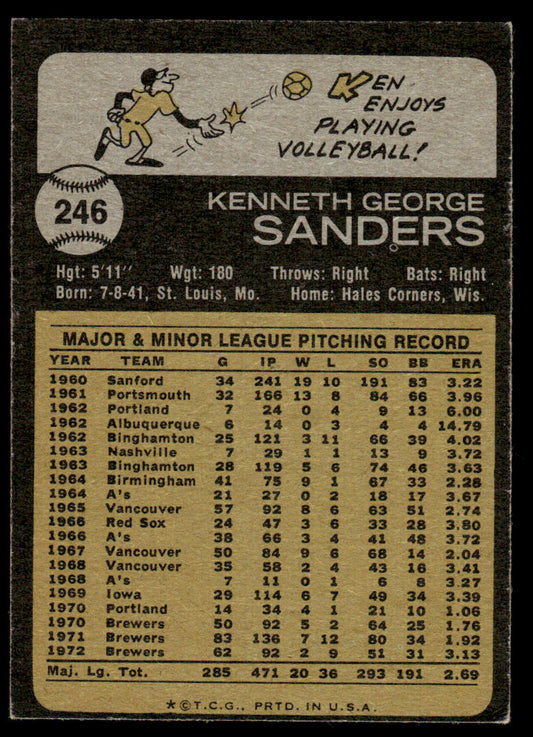 KEN
ENJOYS
PLAYING
VOLLEYBALL!
246
KENNETH GEORGE
SANDERS
Hgt: 5'11" Wgt: 180 Throws: Right Bats: Right
Born: 7-8-41, St. Louis, Mo. Home: Hales Corners, Wis.
MAJOR & MINOR LEAGUE PITCHING RECORD
YEAR TEAM G IP W L SO BB ERA
1960 Sanford 34 241 19 10 191 83 3.22
1961 Portsmouth 32 166 13 8 84 66 3.96
1962 Portland 7 24 0 4 9 13 6.00
1962 Albuquerque 6 14 0 3 4 4 14.79
1962 Binghamton 25 121 3 11 66 39 4.02
1963 Nashville 7 29 1 1 13 9 3.72
1963 Binghamton 28 119 5 6 74 46 3.63
1964 Birmingham 41 75 9 1 67 33 2.28
1964 A's 21 27 0 2 18 17 3.67
1965 Vancouver 57 92 8 6 63 51 2.74
1966 Red Sox 24 47 3 6 33 28 3.80
1966 A's 38 66 3 4 41 48 3.72
1967 Vancouver 50 84 9 6 68 14 2.04
1968 Vancouver 35 58 2 4 43 16 3.41
1968 A's 7 11 0 1 6 8 3.27
1969 Iowa 29 114 6 7 49 34 3.39
1970 Portland 14 34 4 1 21 10 1.06
1970 Brewers 50 92 5 2 64 25 1.76
1971 Brewers 83 136 7 12 80 34 1.92
1972 Brewers 62 92 2 9 51 31 3.13
Maj. Lg. Tot. 285 471 20 36 293 191 2.69
*©T.C.G., PRTD. IN U.S.A.